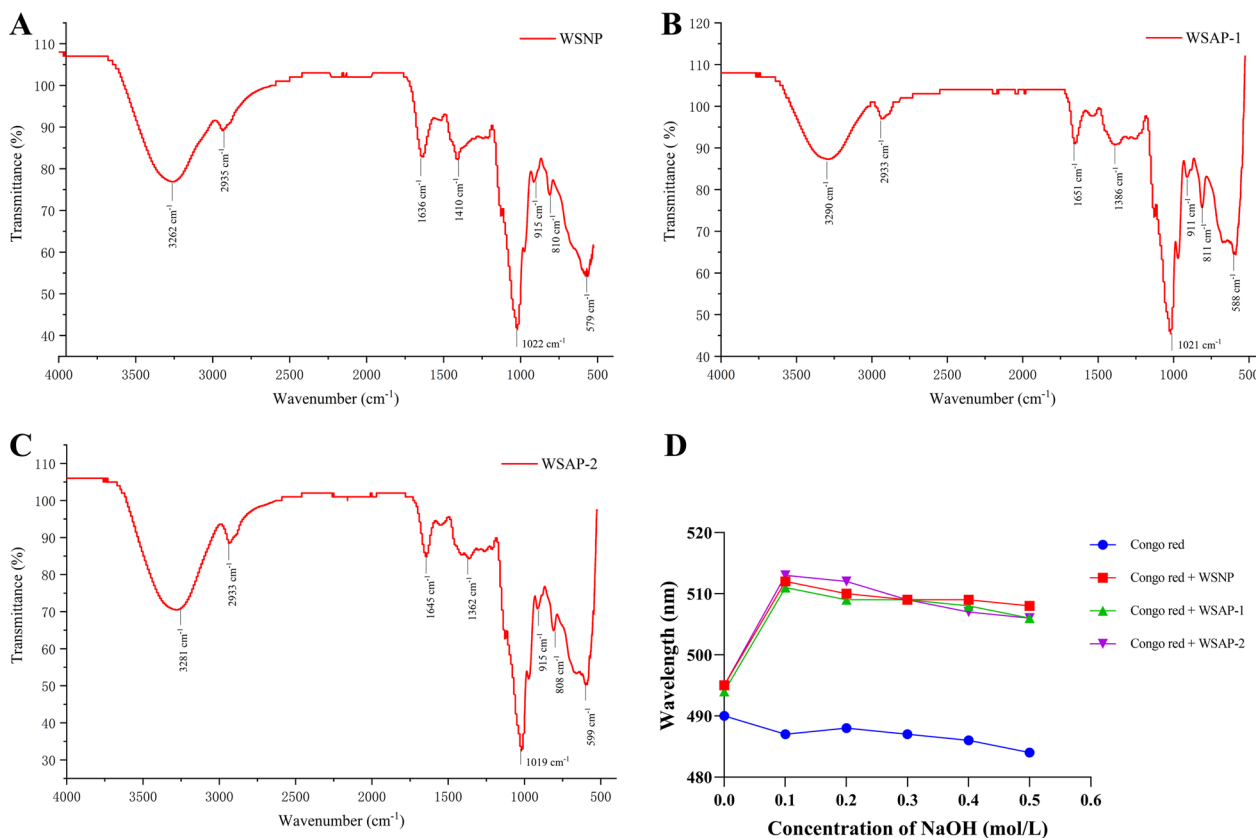 A
WSNP
110
100
90
80
70
60
50
40
Transmittance (%)
3262 cm⁻¹
2935 cm⁻¹
1636 cm⁻¹
1410 cm⁻¹
1022 cm⁻¹
915 cm⁻¹
810 cm⁻¹
579 cm⁻¹
4000 3500 3000 2500 2000 1500 1000 500
Wavenumber (cm⁻¹)
B
WSAP-1
120
110
100
90
80
70
60
50
40
Transmittance ( %)
3290 cm⁻¹
2933 cm⁻¹
1651 cm⁻¹
1386 cm⁻¹
1021 cm⁻¹
911 cm⁻¹
811 cm⁻¹
588 cm⁻¹
4000 3500 3000 2500 2000 1500 1000 500
Wavenumber (cm⁻¹)
C
WSAP-2
110
100
90
80
70
60
50
40
30
Transmittance (%)
3281 cm⁻¹
2933 cm⁻¹
1645 cm⁻¹
1362 cm⁻¹
1019 cm⁻¹
915 cm⁻¹
808 cm⁻¹
599 cm⁻¹
4000 3500 3000 2500 2000 1500 1000 500
Wavenumber (cm⁻¹)
D
520
510
500
490
480
Wavelength (nm)
Congo red
Congo red + WSNP
Congo red + WSAP-1
Congo red + WSAP-2
0.0 0.1 0.2 0.3 0.4 0.5 0.6
Concentration of NaOH (mol/L)